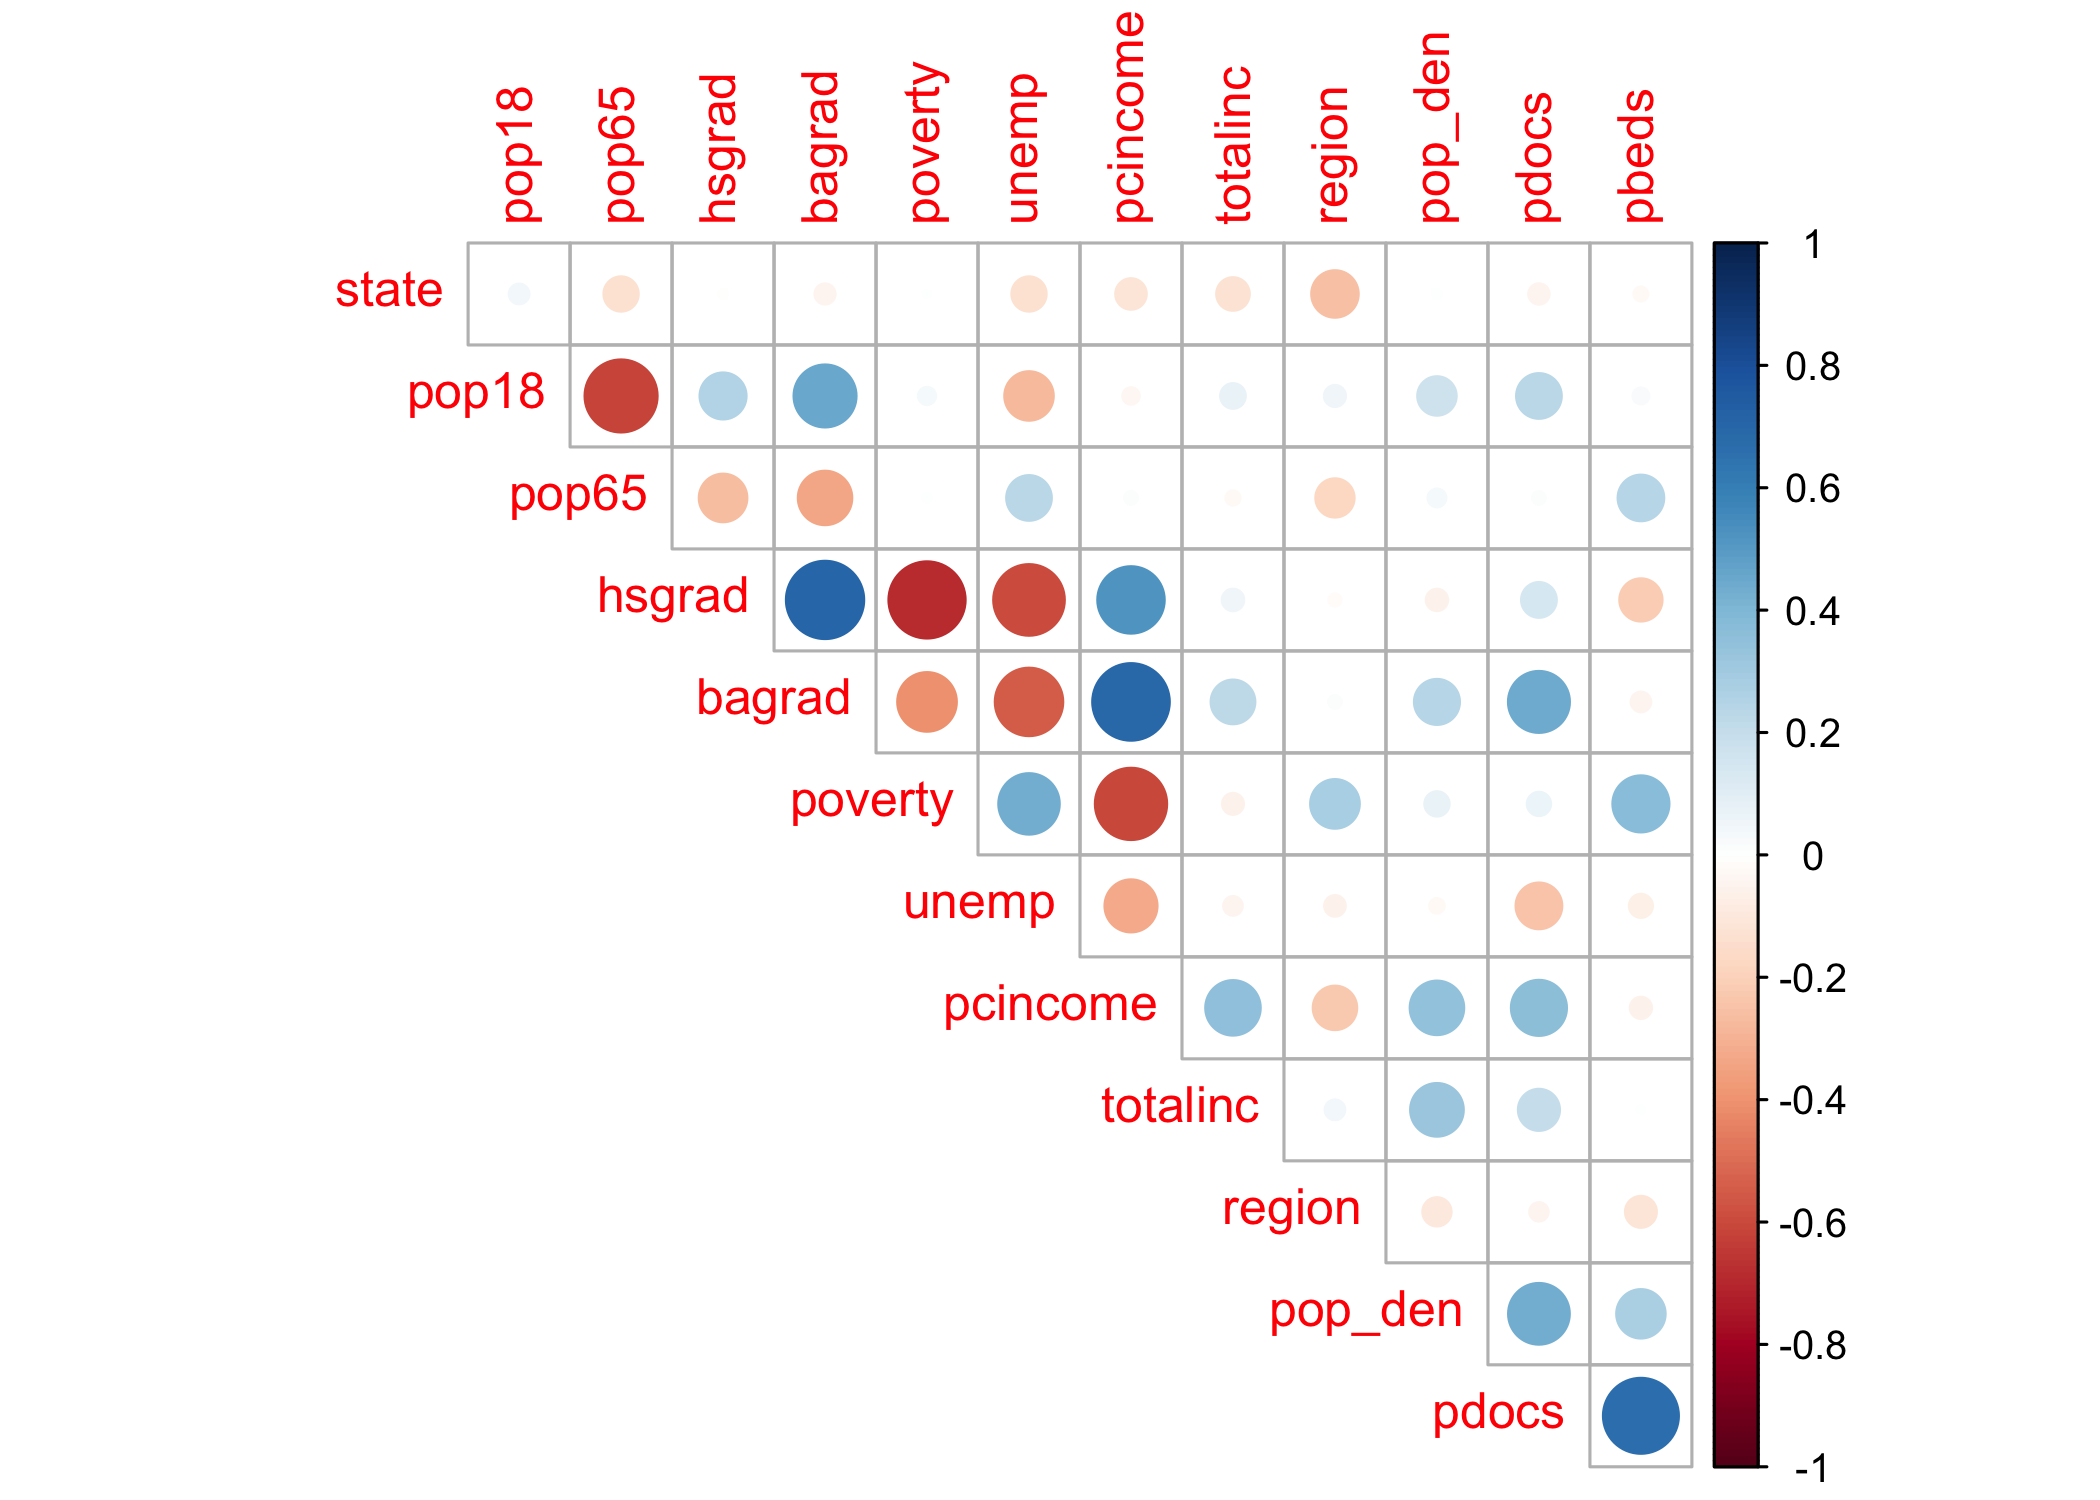 pop18 pop65 hsgrad bagrad poverty unemp pcincome totalinc region pop_den pdocs pbeds
state
pop18
pop65
hsgrad
bagrad
poverty
unemp
pcincome
totalinc
region
pop_den
pdocs
1
0.8
0.6
0.4
0.2
0
-0.2
-0.4
-0.6
-0.8
-1